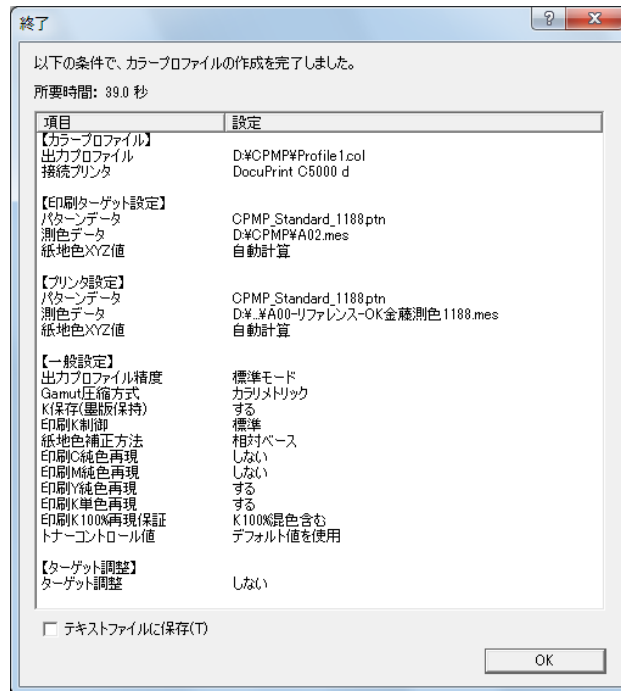 終了
以下の条件で、カラープロファイルの作成を完了しました。
所要時間: 39.0 秒
項目 設定
【カラープロファイル】
出力プロファイル D:¥CPMP¥Profile1.col
接続プリンタ DocuPrint C5000 d
【印刷ターゲット設定】
パターンデータ CPMP_Standard_1188.ptn
測色データ D:¥CPMP¥A02.mes
紙地色XYZ値 自動計算
【プリンタ設定】
パターンデータ CPMP_Standard_1188.ptn
測色データ D:¥...¥A00-リファレンス-OK金藤測色1188.mes
紙地色XYZ値 自動計算
【一般設定】
出力プロファイル精度 標準モード
Gamut圧縮方式 カラリメトリック
K保存(墨版保持) する
印刷K制御 標準
紙地色補正方法 相対ベース
印刷C純色再現 しない
印刷M純色再現 しない
印刷Y純色再現 する
印刷K単色再現 する
印刷K100%再現保証 K100%混色含む
トナーコントロール値 デフォルト値を使用
【ターゲット調整】
ターゲット調整 しない
テキストファイルに保存(T)
OK